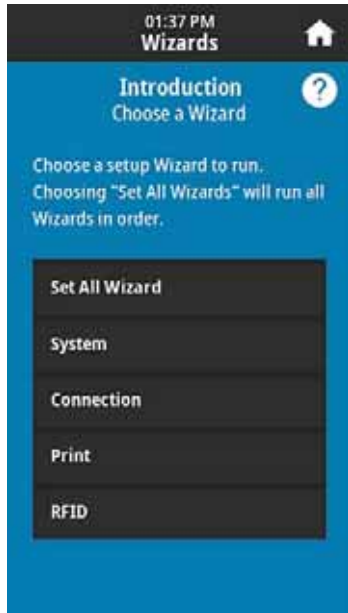 01:37 PM
Wizards
Introduction
?
Choose a Wizard
Choose a setup Wizard to run.
Choosing "Set All Wizards" will run all
Wizards in order.
Set All Wizard
System
Connection
Print
RFID